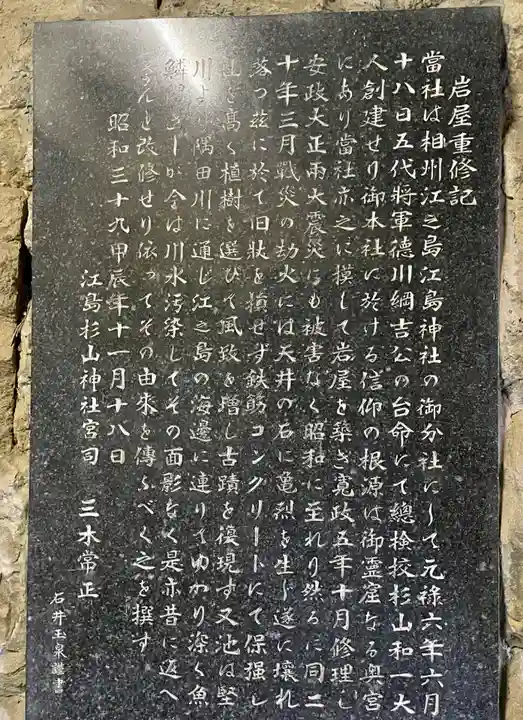 岩屋重修記
當社は相州江之島江島神社の御分社にして元禄六年六月
十八日五代將軍德川綱吉公の台命にて總検校杉山和一大
人創建せり御本社に於ける信仰の根源は御靈窟なる奥宮
にあり當社亦之に摸して岩屋を築き寛政五年十月修理し
安政大正両大震災にも被害なく昭和に至れり然るに同二
十年三月戰災の劫火には天井の石に亀烈を生じ遂に壊れ
落つ茲に於て旧狀を損せず鉄筋コンクリートにて保强し
を高く植樹を選びて風致を増し古蹟を復現す又池は堅
川より隅田川に通じ江之島の海邊に連りてゆかり深く魚
鱗 しが今は川水汚染してその面影なく是亦昔に返へ
さんと改修せり依つてその由來を傳ふべく之を撰す
昭和三十九甲辰年十一月十八日
江島杉山神社宮司 三木常正
石井玉泉謹書